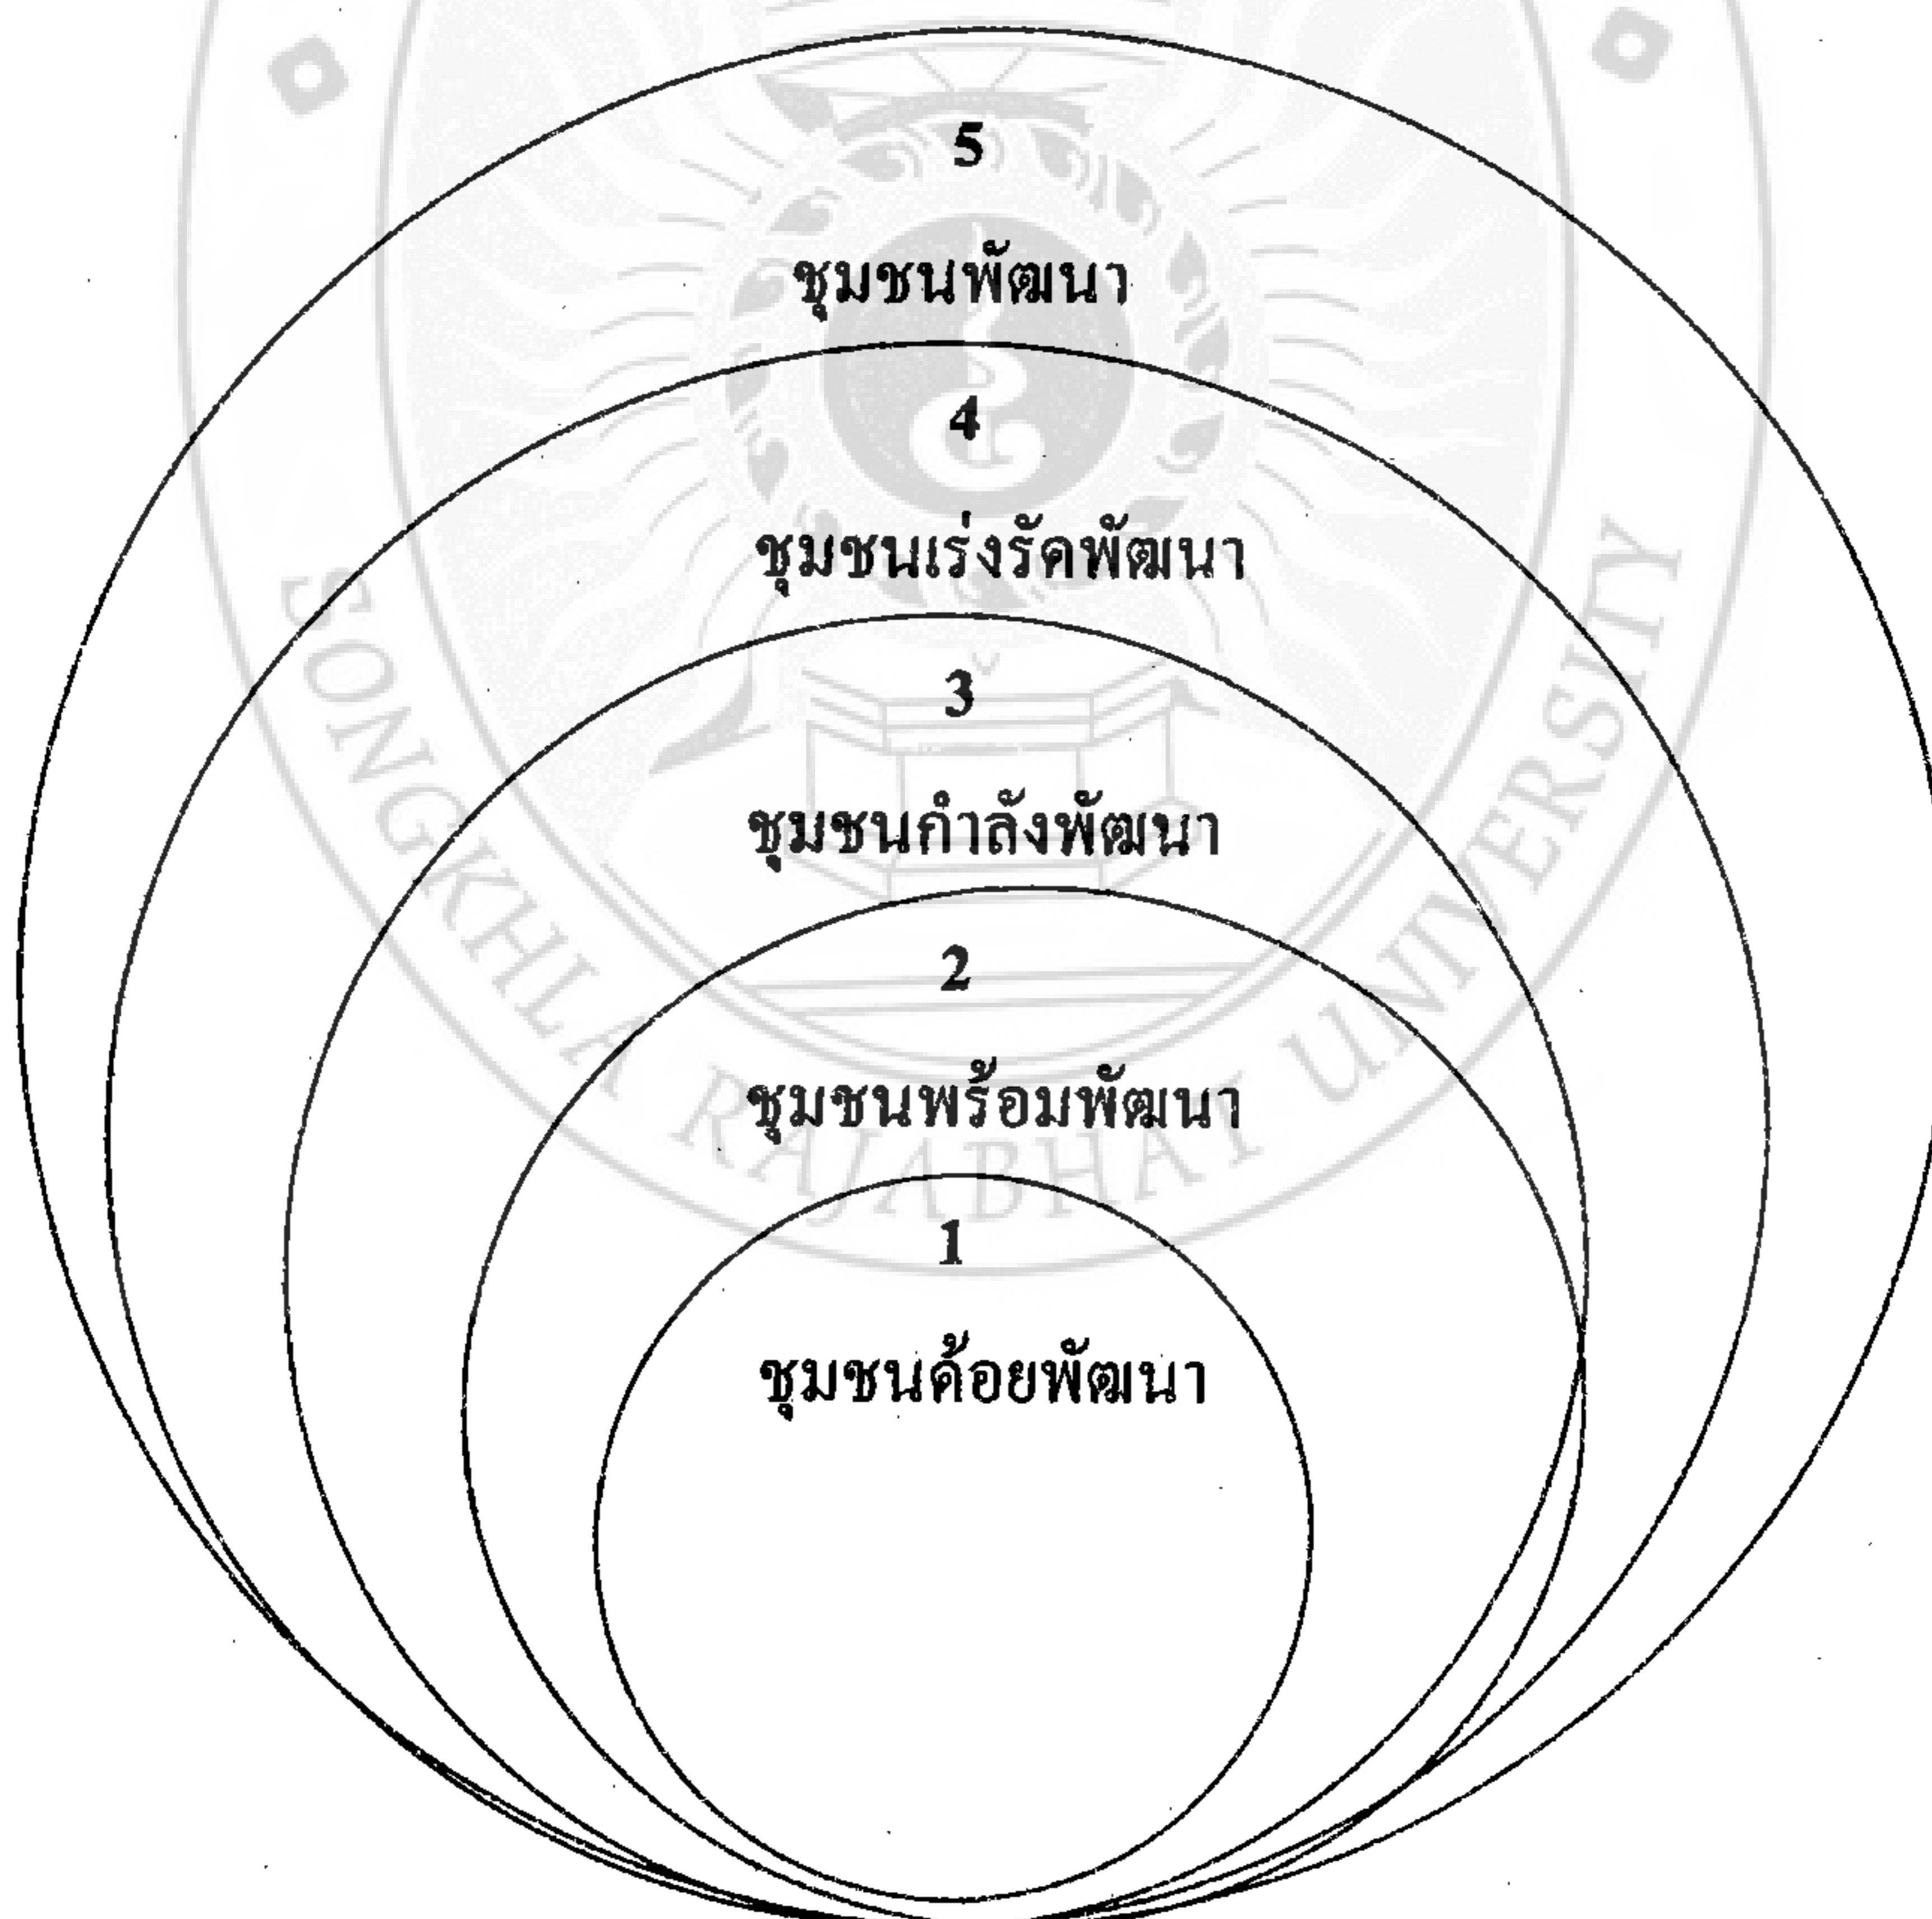 5
ชุมชนพัฒนา
4
ชุมชนเร่งรัดพัฒนา
3
ชุมชนกำลังพัฒนา
2
ชุมชนพร้อมพัฒนา
1
ชุมชนด้อยพัฒนา
SONGKHLA RAJABHAT UNIVERSITY